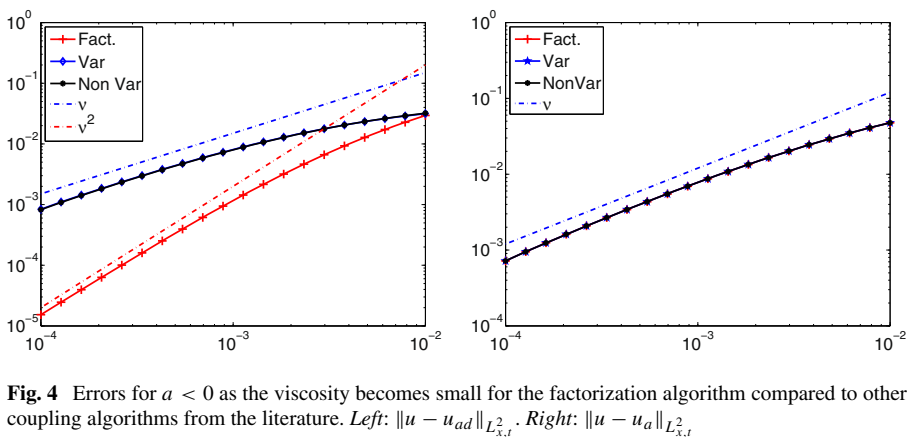 10^0
10^-1
10^-2
10^-3
10^-4
10^-5
10^-4
10^-3
10^-2
Fact.
Var
Non Var
ν
ν^2
10^0
10^-1
10^-2
10^-3
10^-4
10^-4
10^-3
10^-2
Fact.
Var
NonVar
ν
Fig. 4 Errors for a < 0 as the viscosity becomes small for the factorization algorithm compared to other
coupling algorithms from the literature. Left: ‖u − u_{ad}‖_{L^2_{x,t}}. Right: ‖u − u_a‖_{L^2_{x,t}}